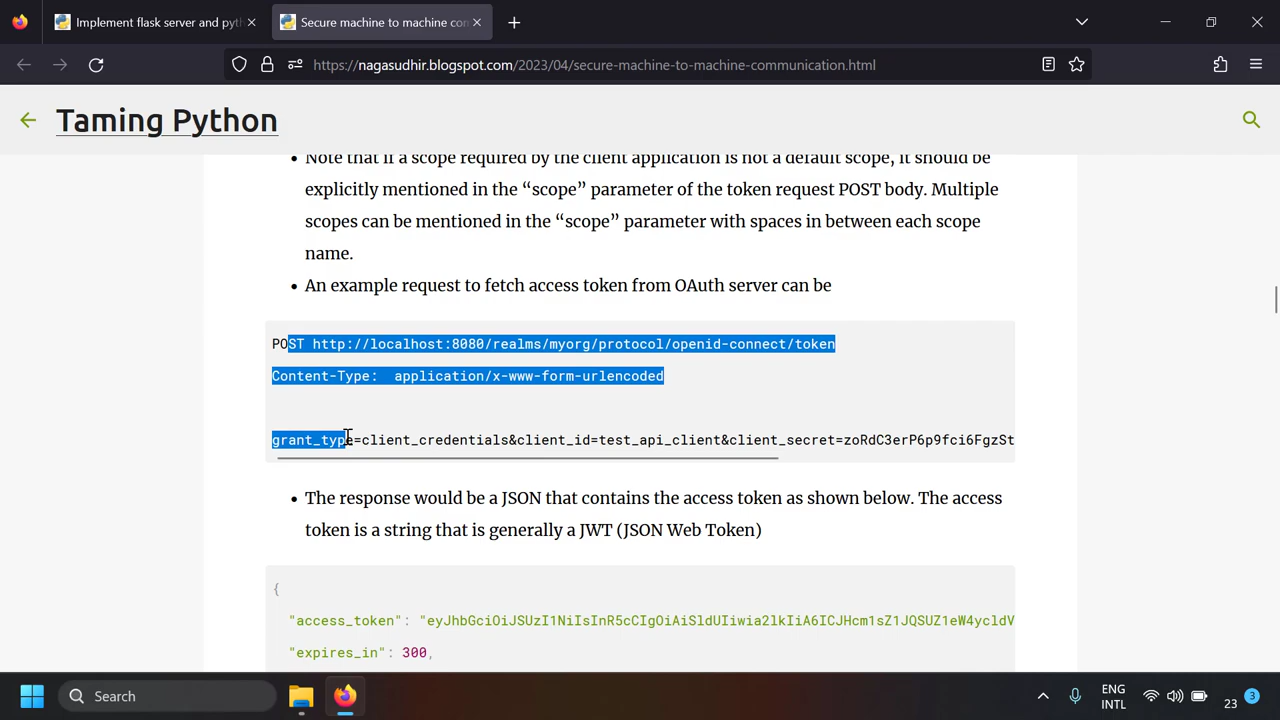 Implement flask server and pyth
Secure machine to machine con
https://nagasudhir.blogspot.com/2023/04/secure-machine-to-machine-communication.html
Taming Python
Note that if a scope required by the client application is not a default scope, it should be
explicitly mentioned in the “scope” parameter of the token request POST body. Multiple
scopes can be mentioned in the “scope” parameter with spaces in between each scope
name.
An example request to fetch access token from OAuth server can be
POST http://localhost:8080/realms/myorg/protocol/openid-connect/token
Content-Type:  application/x-www-form-urlencoded
grant_type=client_credentials&client_id=test_api_client&client_secret=zoRdC3erP6p9fci6FgzSt
The response would be a JSON that contains the access token as shown below. The access
token is a string that is generally a JWT (JSON Web Token)
{
"access_token": "eyJhbGciOiJSUzI1NiIsInR5cCIgOiAiSldUIiwia2lkIiA6ICJHcm1sZ1JQSUZ1eW4ycldV
"expires_in": 300,
Search
ENG
INTL
23
3